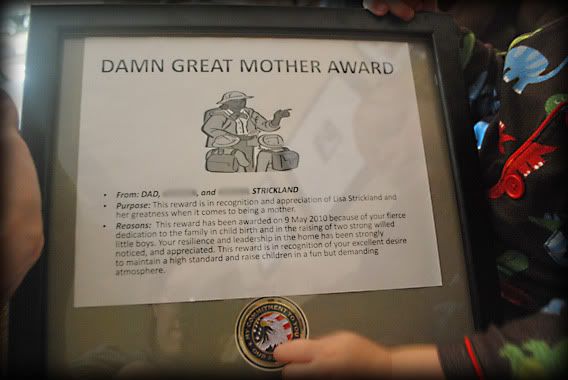 DAMN GREAT MOTHER AWARD
• From: DAD, and STRICKLAND
• Purpose: This reward is in recognition and appreciation of Lisa Strickland and
her greatness when it comes to being a mother.
• Reasons: This reward has been awarded on 9 May 2010 because of your fierce
dedication to the family in child birth and in the raising of two strong willed
little boys. Your resilience and leadership in the home has been strongly
noticed, and appreciated. This reward is in recognition of your excellent desire
to maintain a high standard and raise children in a fun but demanding
atmosphere.
COMMITMENT TO YOU
OUR